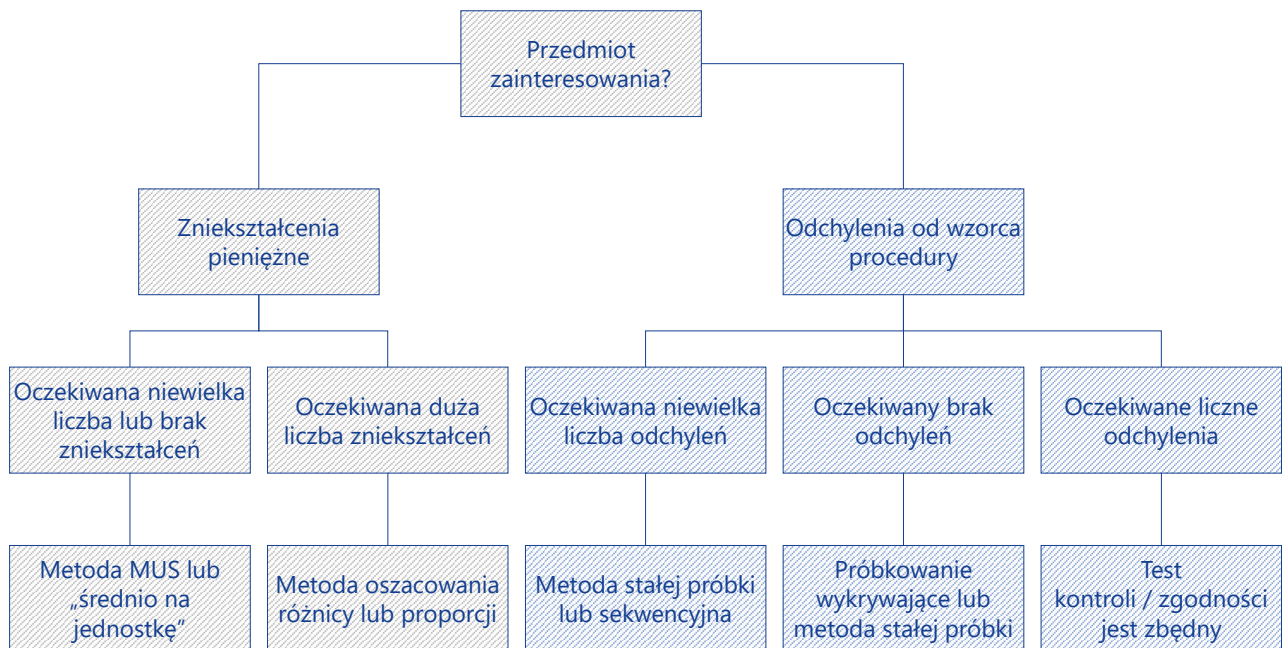 Przedmiot
zainteresowania?
Zniekształcenia
pieniężne
Odchylenia od wzorca
procedury
Oczekiwana niewielka
liczba lub brak
zniekształceń
Oczekiwana duża
liczba zniekształceń
Oczekiwana niewielka
liczba odchyleń
Oczekiwany brak
odchyleń
Oczekiwane liczne
odchylenia
Metoda MUS lub
„średnio na
jednostkę”
Metoda oszacowania
różnicy lub proporcji
Metoda stałej próbki
lub sekwencyjna
Próbkowanie
wykrywające lub
metoda stałej próbki
Test
kontroli / zgodności
jest zbędny